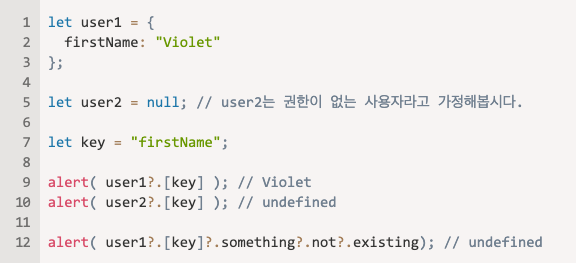 1 let user1 = {
2   firstName: "Violet"
3 };
4
5 let user2 = null; // user2는 권한이 없는 사용자라고 가정해봅시다.
6
7 let key = "firstName";
8
9 alert( user1?.[key] ); // Violet
10 alert( user2?.[key] ); // undefined
11
12 alert( user1?.[key]?.something?.not?.existing); // undefined